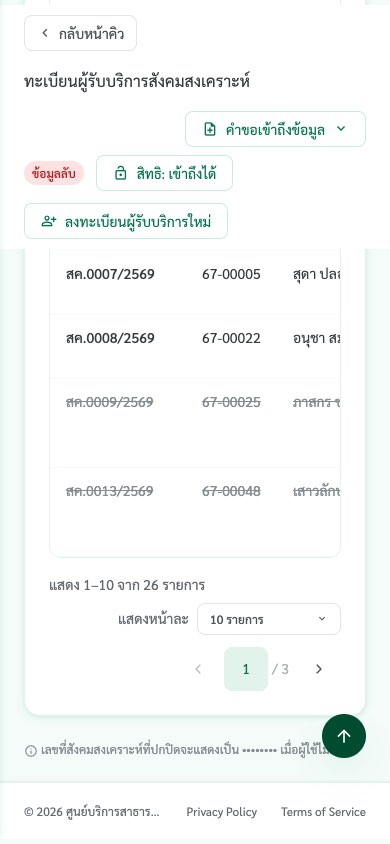 กลับหน้าคิว
ทะเบียนผู้รับบริการสังคมสงเคราะห์
คำขอเข้าถึงข้อมูล
ข้อมูลลับ สิทธิ: เข้าถึงได้
ลงทะเบียนผู้รับบริการใหม่
สค.0007/2569 67-00005 สุดา
สค.0008/2569 67-00022 อนุชา
สค.0009/2569 67-00025 ภาสกร
สค.0013/2569 67-00048
แสดง 1–10 จาก 26 รายการ
แสดงหน้าละ 10 รายการ
1 / 3
เลขที่สังคมสงเคราะห์ที่ปกปิดจะแสดงเป็น •••••••• เมื่อผู้ใช้
© 2026 ศูนย์บริการสาธาร... Privacy Policy Terms of Service